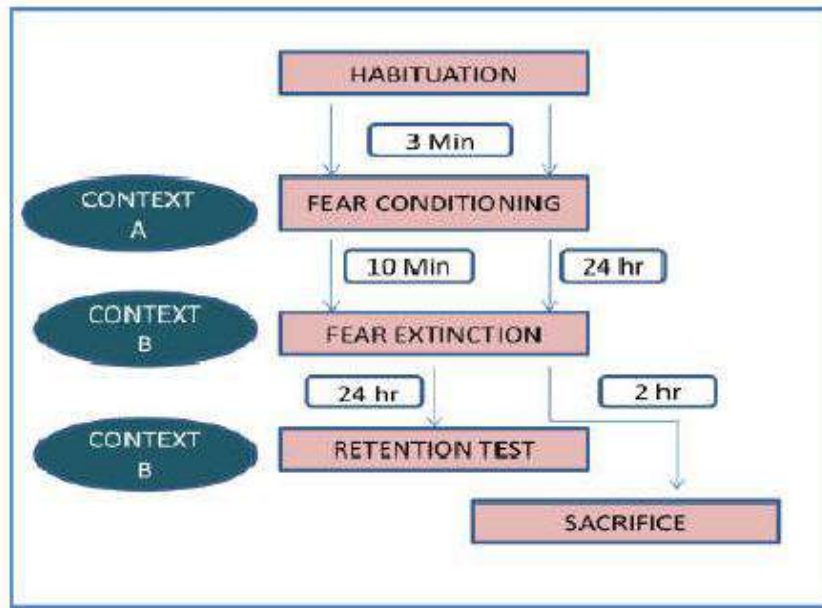 HABITUATION
3 Min
CONTEXT
A
FEAR CONDITIONING
10 Min
24 hr
CONTEXT
B
FEAR EXTINCTION
24 hr
2 hr
CONTEXT
B
RETENTION TEST
SACRIFICE